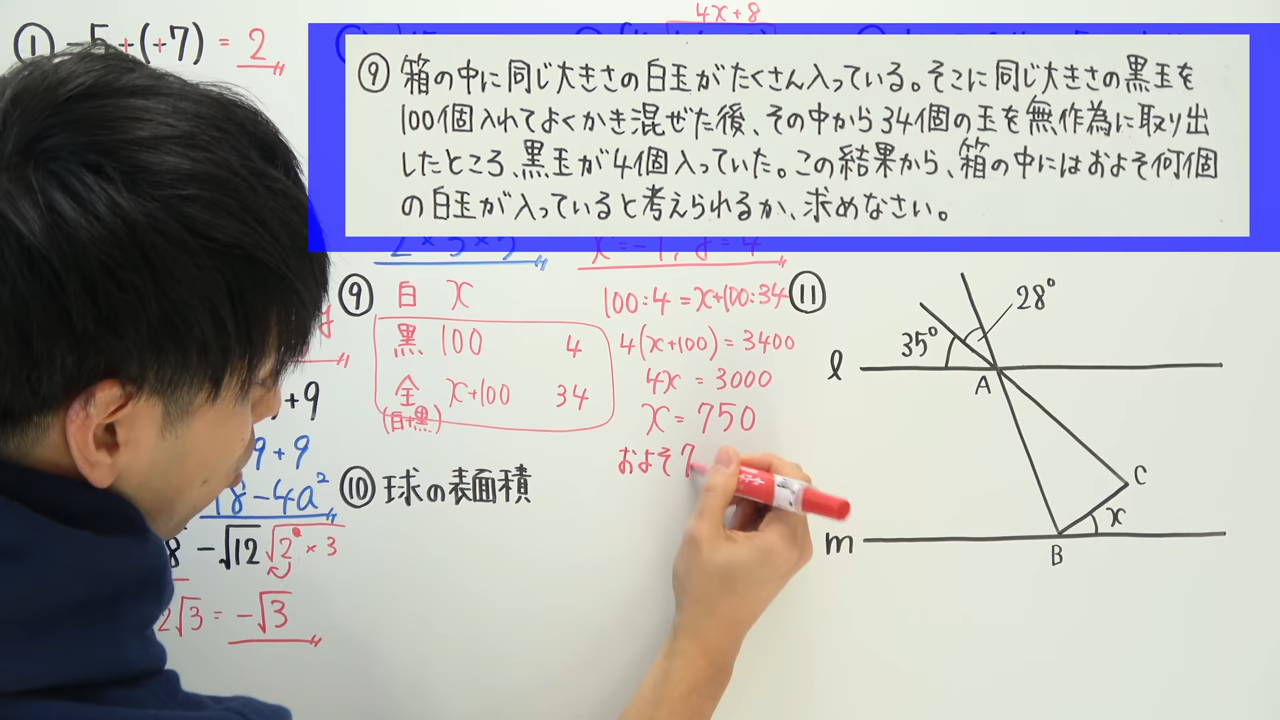 4x+8
① -5+(+7) = 2
⑨ 箱の中に同じ大きさの白玉がたくさん入っている。そこに同じ大きさの黒玉を
100個入れてよくかき混ぜた後、その中から34個の玉を無作為に取り出
したところ、黒玉が4個入っていた。この結果から、箱の中にはおよそ何個
の白玉が入っていると考えられるか、求めなさい。
⑨ 白 x
黒 100 4
全 x+100 34
(白+黒)
100:4 = x+100:34
4(x+100) = 3400
4x = 3000
x = 750
およそ7
+9
9+9
18-4a²
8 -√12 √2²×3
2√3 = -√3
⑩ 球の表面積
⑪
28°
35°
l
A
C
x
m
B